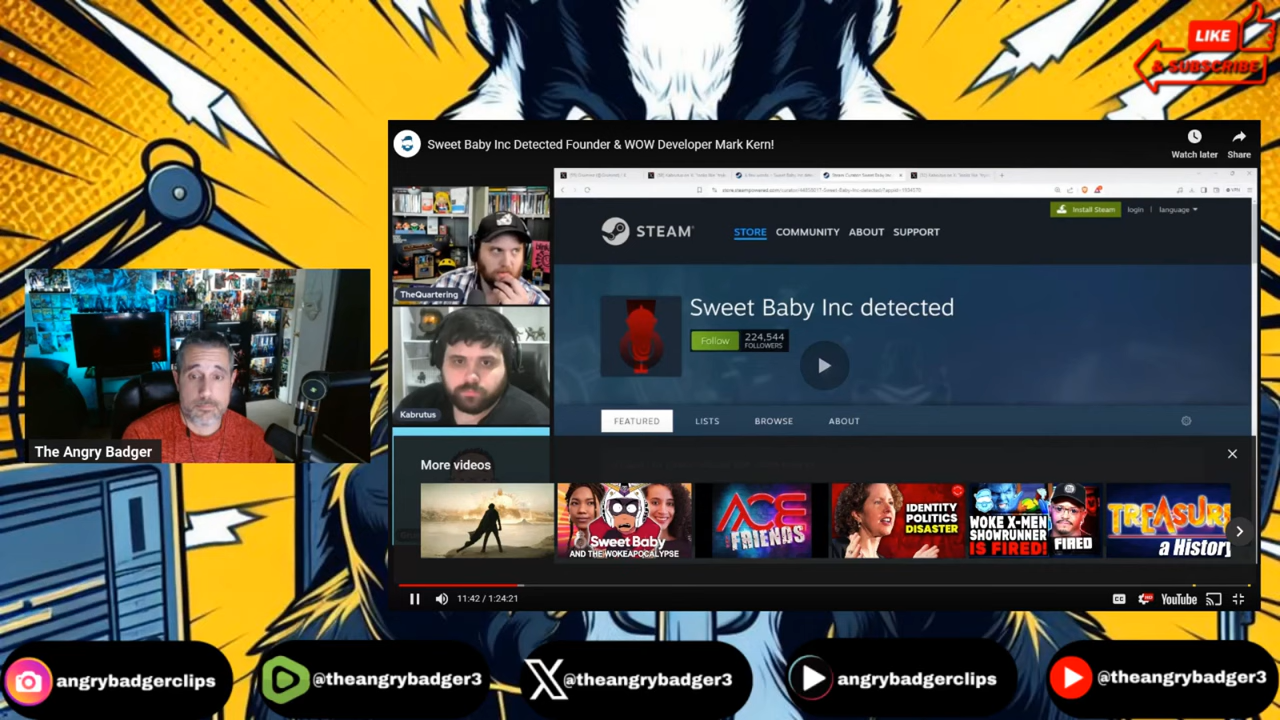 LIKE
& SUBSCRIBE
Sweet Baby Inc Detected Founder & WOW Developer Mark Kern!
Watch later
Share
Install Steam
login
language
STEAM
STORE
COMMUNITY
ABOUT
SUPPORT
TheQuartering
Sweet Baby Inc detected
Follow
224,544
FOLLOWERS
Kabrutus
FEATURED
LISTS
BROWSE
ABOUT
The Angry Badger
More videos
Sweet Baby
AND THE WOKEAPOCALYPSE
ACE
FRIENDS
IDENTITY
POLITICS
DISASTER
WOKE X-MEN
SHOWRUNNER
IS FIRED!
FIRED
TREASURE
a History
11:42 / 1:24:21
CC
YouTube
angrybadgerclips
@theangrybadger3
@theangrybadger3
angrybadgerclips
@theangrybadger3